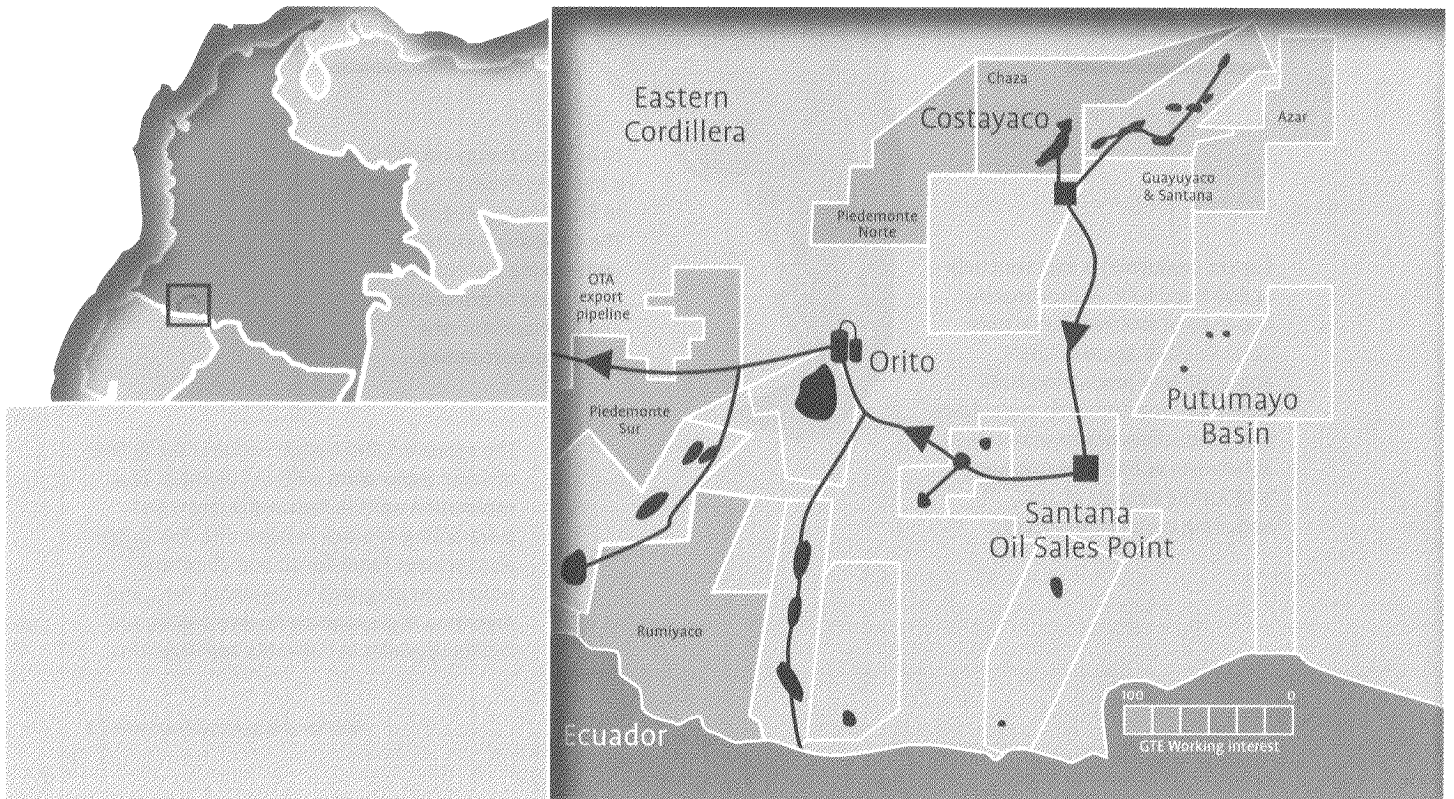 Eastern
Cordillera
Chaza
Costayaco
Azar
Guayuyaco
& Santana
Piedemonte
Norte
OTA
export
pipeline
Orito
Piedemonte
Sur
Putumayo
Basin
Santana
Oil Sales Point
Rumiyaco
Ecuador
100 0
GTE Working interest